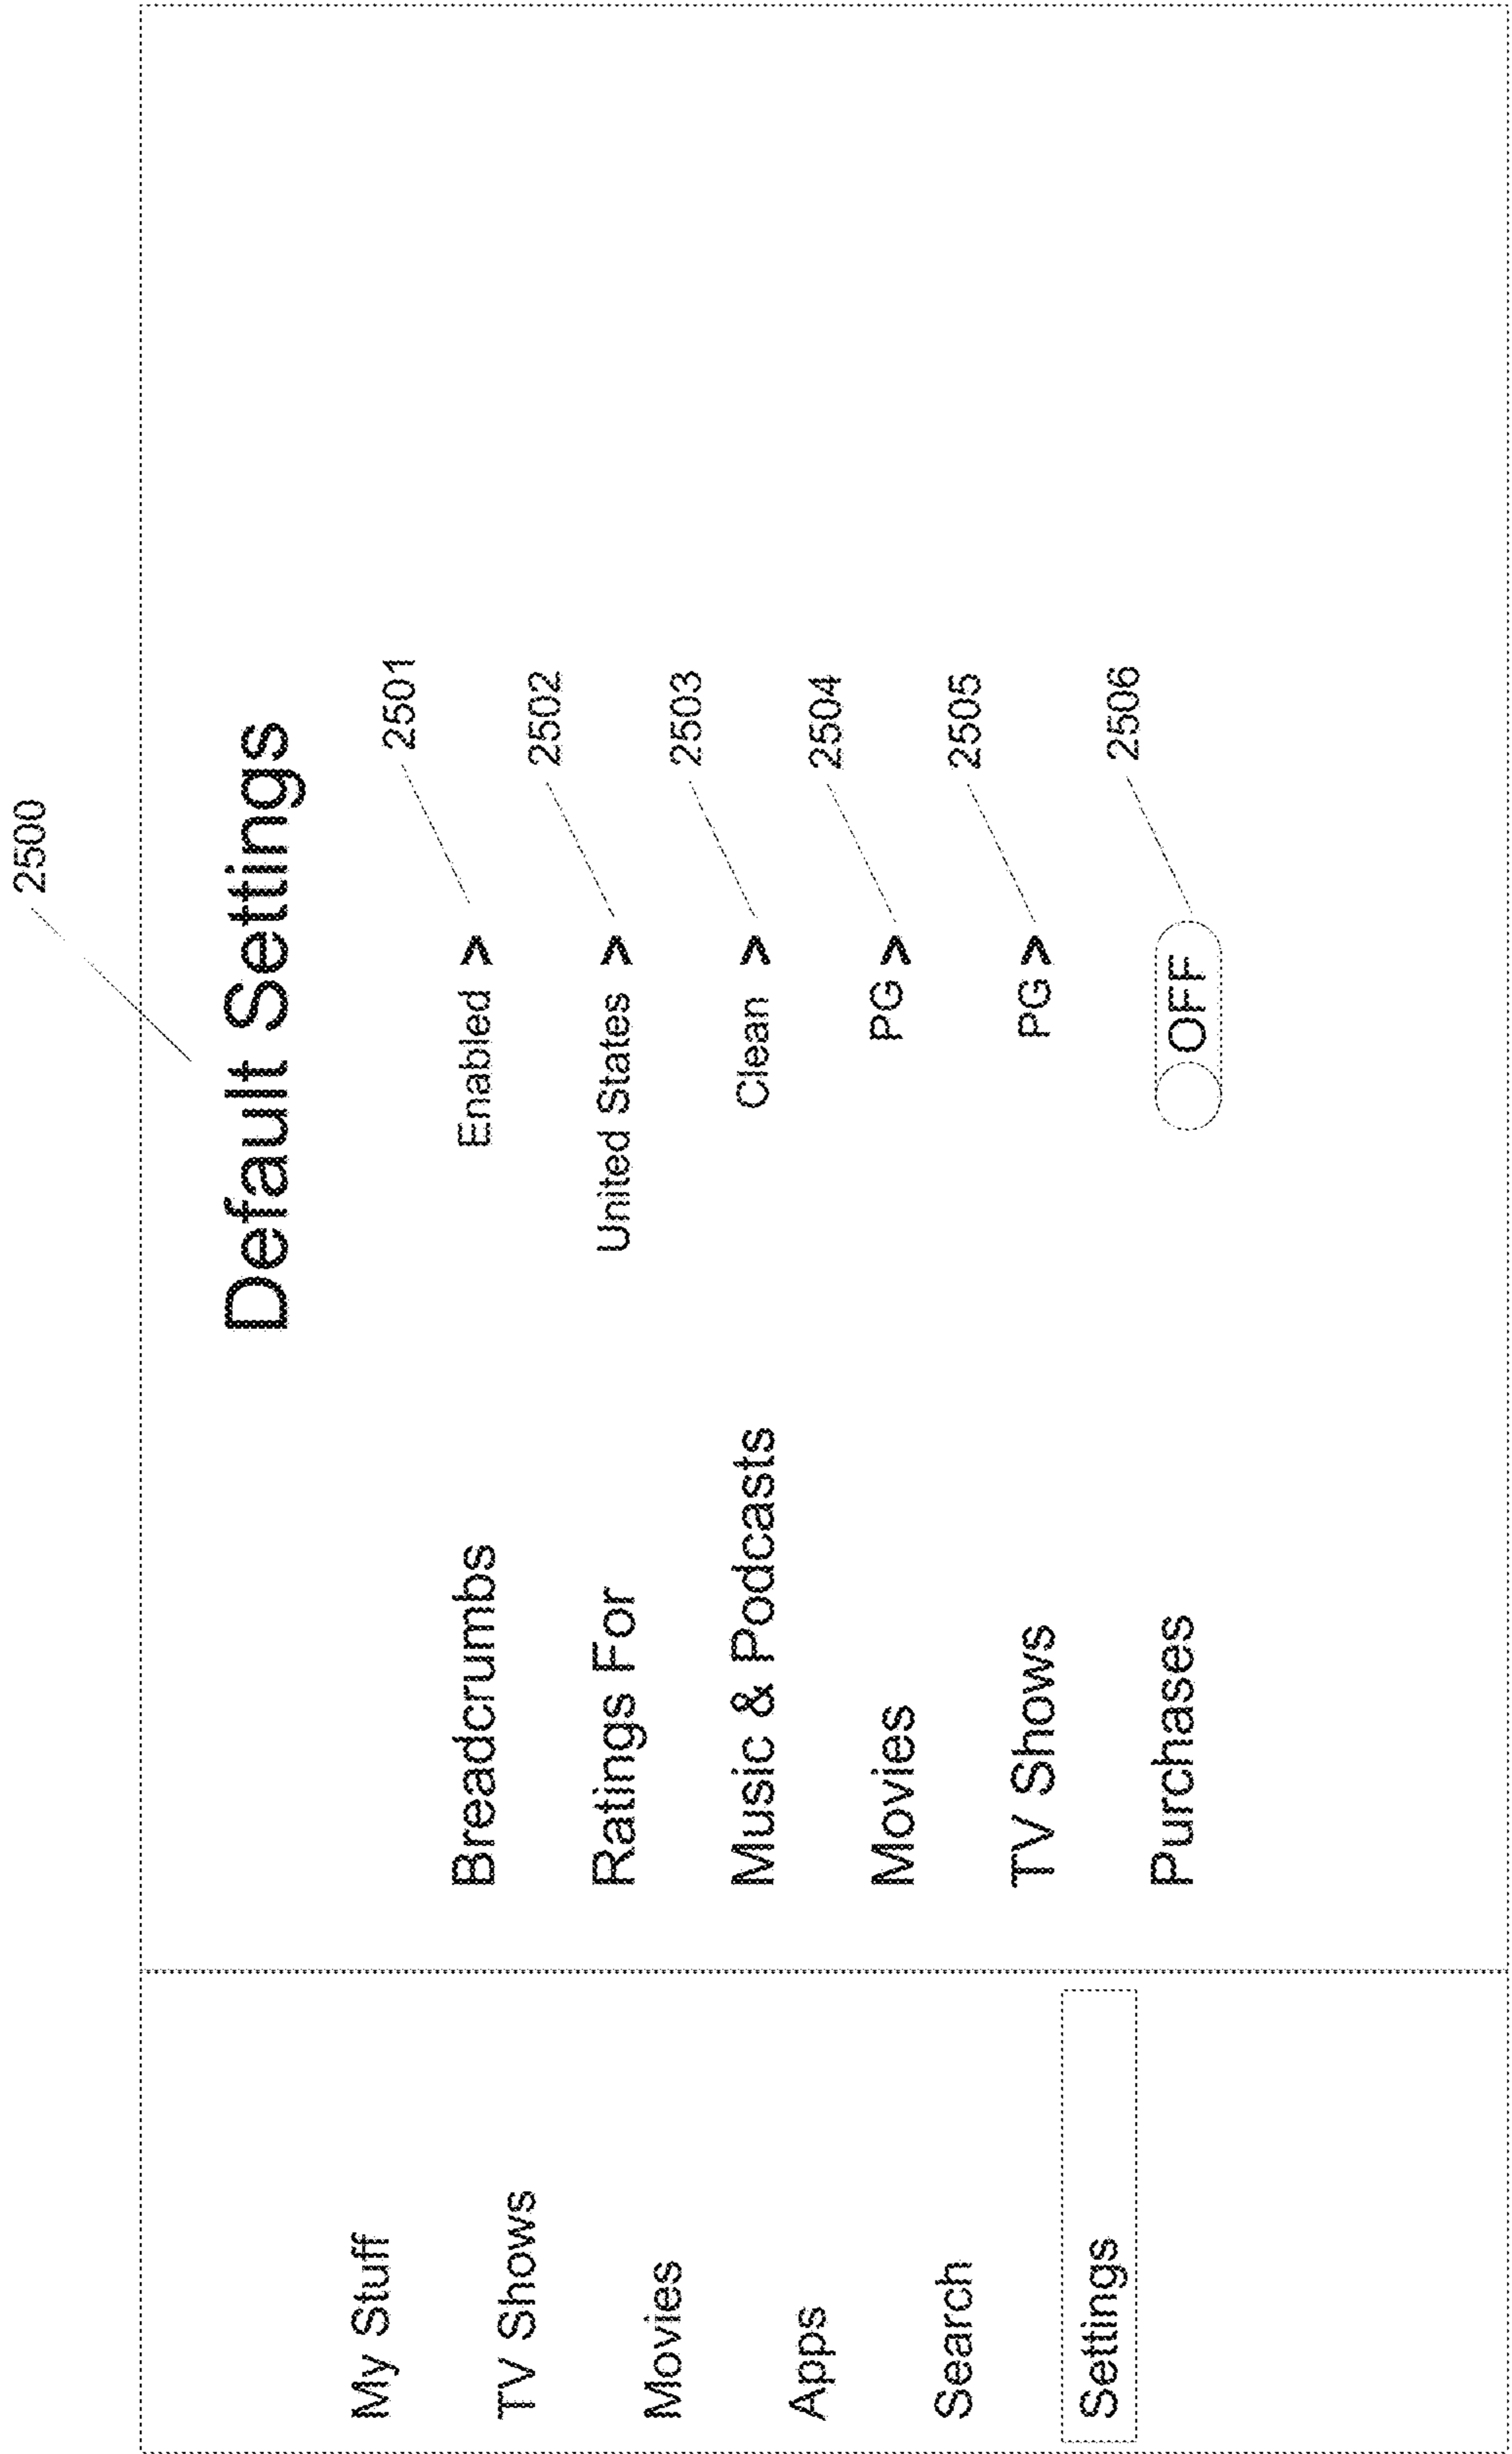 2500
Default Settings
My Stuff
TV Shows
Movies
Apps
Search
Settings
Breadcrumbs Enabled > 2501
Ratings For United States > 2502
Music & Podcasts Clean > 2503
Movies PG > 2504
TV Shows PG > 2505
Purchases OFF 2506